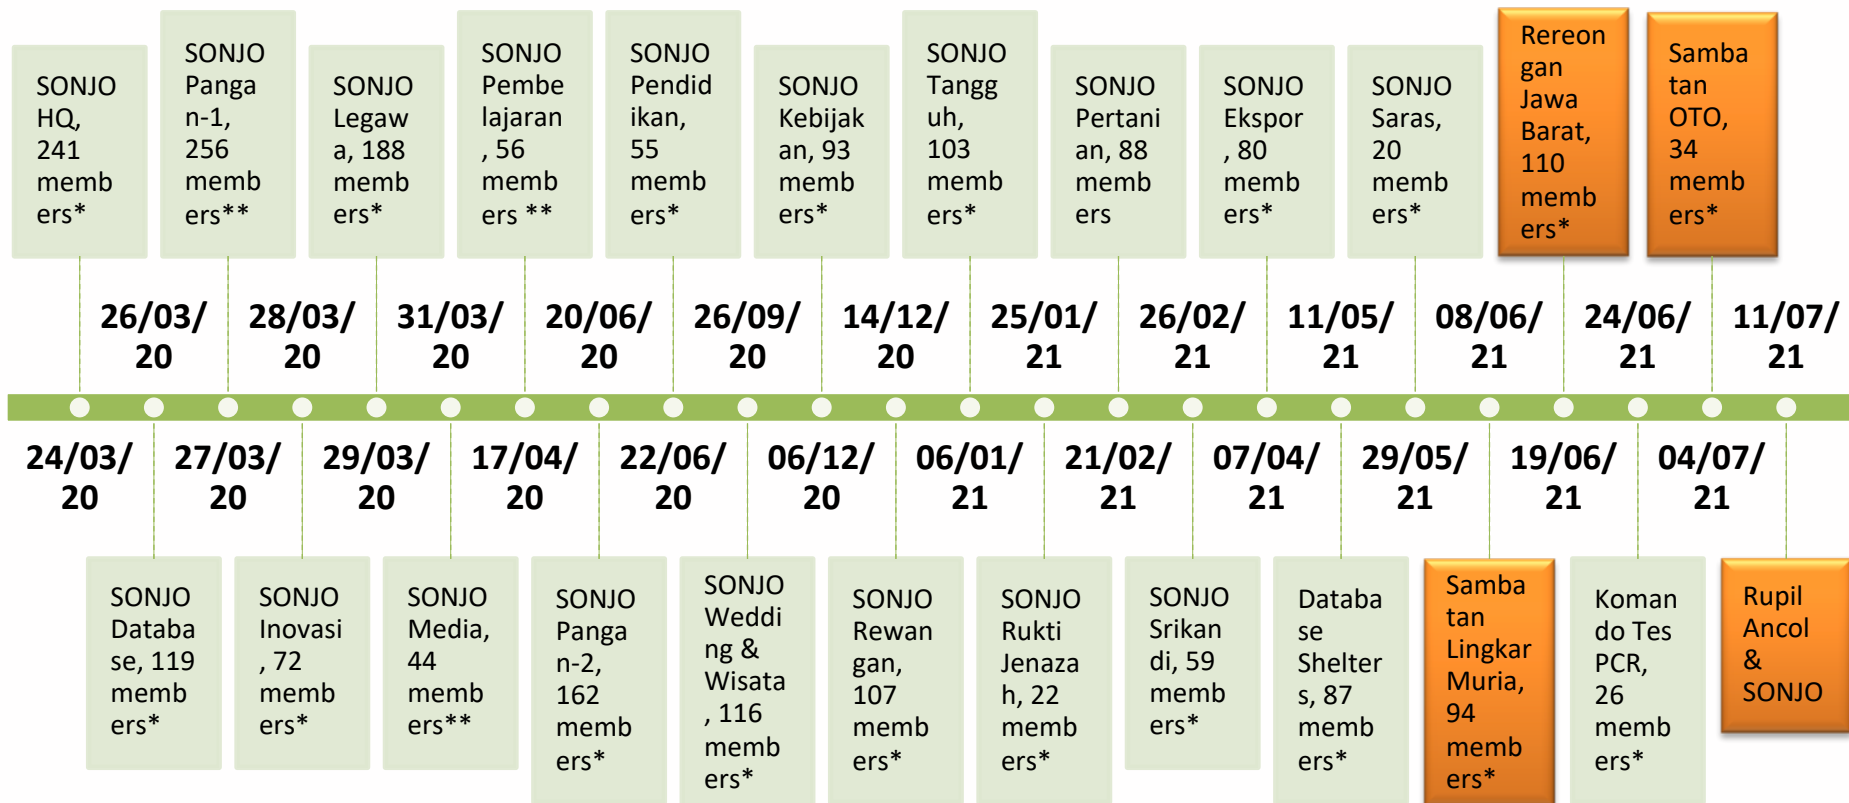 SONJO
HQ,
241
memb
ers*
SONJO
Panga
n-1,
256
memb
ers**
SONJO
Legaw
a, 188
memb
ers*
SONJO
Pembe
lajaran
, 56
memb
ers **
SONJO
Pendid
ikan,
55
memb
ers*
SONJO
Kebijak
an, 93
memb
ers*
SONJO
Tangg
uh,
103
memb
ers*
SONJO
Pertani
an, 88
memb
ers
SONJO
Ekspor
, 80
memb
ers*
SONJO
Saras,
20
memb
ers*
Rereon
gan
Jawa
Barat,
110
memb
ers*
Samba
tan
OTO,
34
memb
ers*
26/03/
20
28/03/
20
31/03/
20
20/06/
20
26/09/
20
14/12/
20
25/01/
21
26/02/
21
11/05/
21
08/06/
21
24/06/
21
11/07/
21
24/03/
20
27/03/
20
29/03/
20
17/04/
20
22/06/
20
06/12/
20
06/01/
21
21/02/
21
07/04/
21
29/05/
21
19/06/
21
04/07/
21
SONJO
Databa
se, 119
memb
ers*
SONJO
Inovasi
, 72
memb
ers*
SONJO
Media,
44
memb
ers**
SONJO
Panga
n-2,
162
memb
ers*
SONJO
Weddi
ng &
Wisata
, 116
memb
ers*
SONJO
Rewan
gan,
107
memb
ers*
SONJO
Rukti
Jenaza
h, 22
memb
ers*
SONJO
Srikan
di, 59
memb
ers*
Databa
se
Shelter
s, 87
memb
ers*
Samba
tan
Lingkar
Muria,
94
memb
ers*
Koman
do Tes
PCR,
26
memb
ers*
Rupil
Ancol
&
SONJO